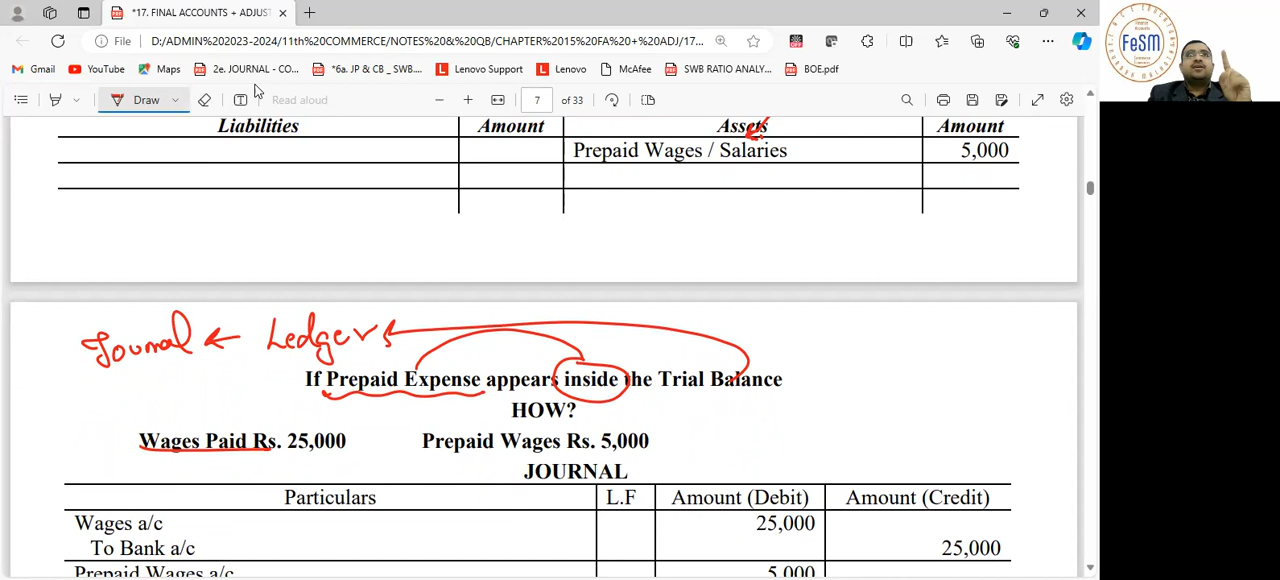 *17. FINAL ACCOUNTS + ADJUST
File D:/ADMIN%202023-2024/11th%20COMMERCE/NOTES%20&%20QB/CHAPTER%2015%20FA%20+%20ADJ/17...
Gmail YouTube Maps 2e. JOURNAL - CO... *6a. JP & CB _ SWB.... Lenovo Support Lenovo McAfee SWB RATIO ANALY... BOE.pdf
Draw Read aloud 7 of 33
Liabilities Amount Assets Amount
Prepaid Wages / Salaries 5,000
Journal ← Ledgers
If Prepaid Expense appears inside the Trial Balance
HOW?
Wages Paid Rs. 25,000 Prepaid Wages Rs. 5,000
JOURNAL
Particulars L.F Amount (Debit) Amount (Credit)
Wages a/c 25,000
To Bank a/c 25,000
Prepaid Wages a/c 5,000
FeSM